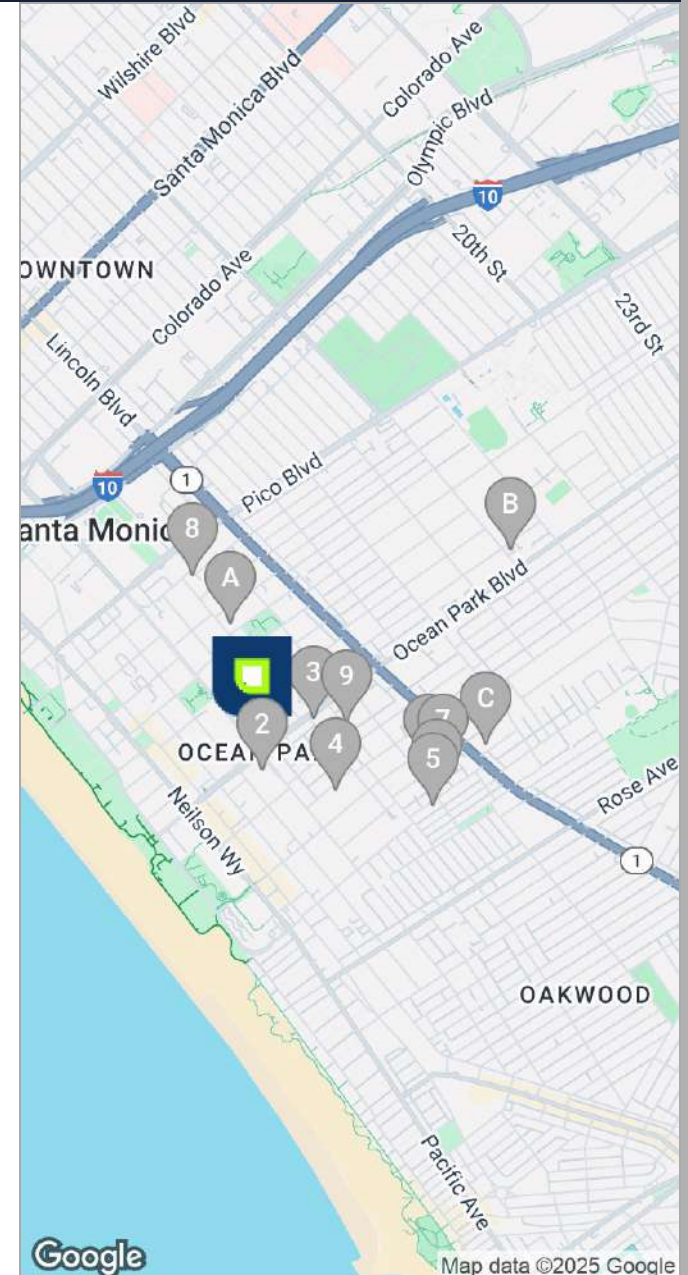 Wilshire Blvd
Santa Monica Blvd
Colorado Ave
Olympic Blvd
10
20th St
23rd St
OWNTOWN
Colorado Ave
Lincoln Blvd
10
1
Pico Blvd
anta Monic
8
B
A
Ocean Park Blvd
3
9
C
2
7
4
OCEAN PA
5
Neilson Wy
Rose Ave
1
OAKWOOD
Pacific Ave
Google
Map data ©2025 Google